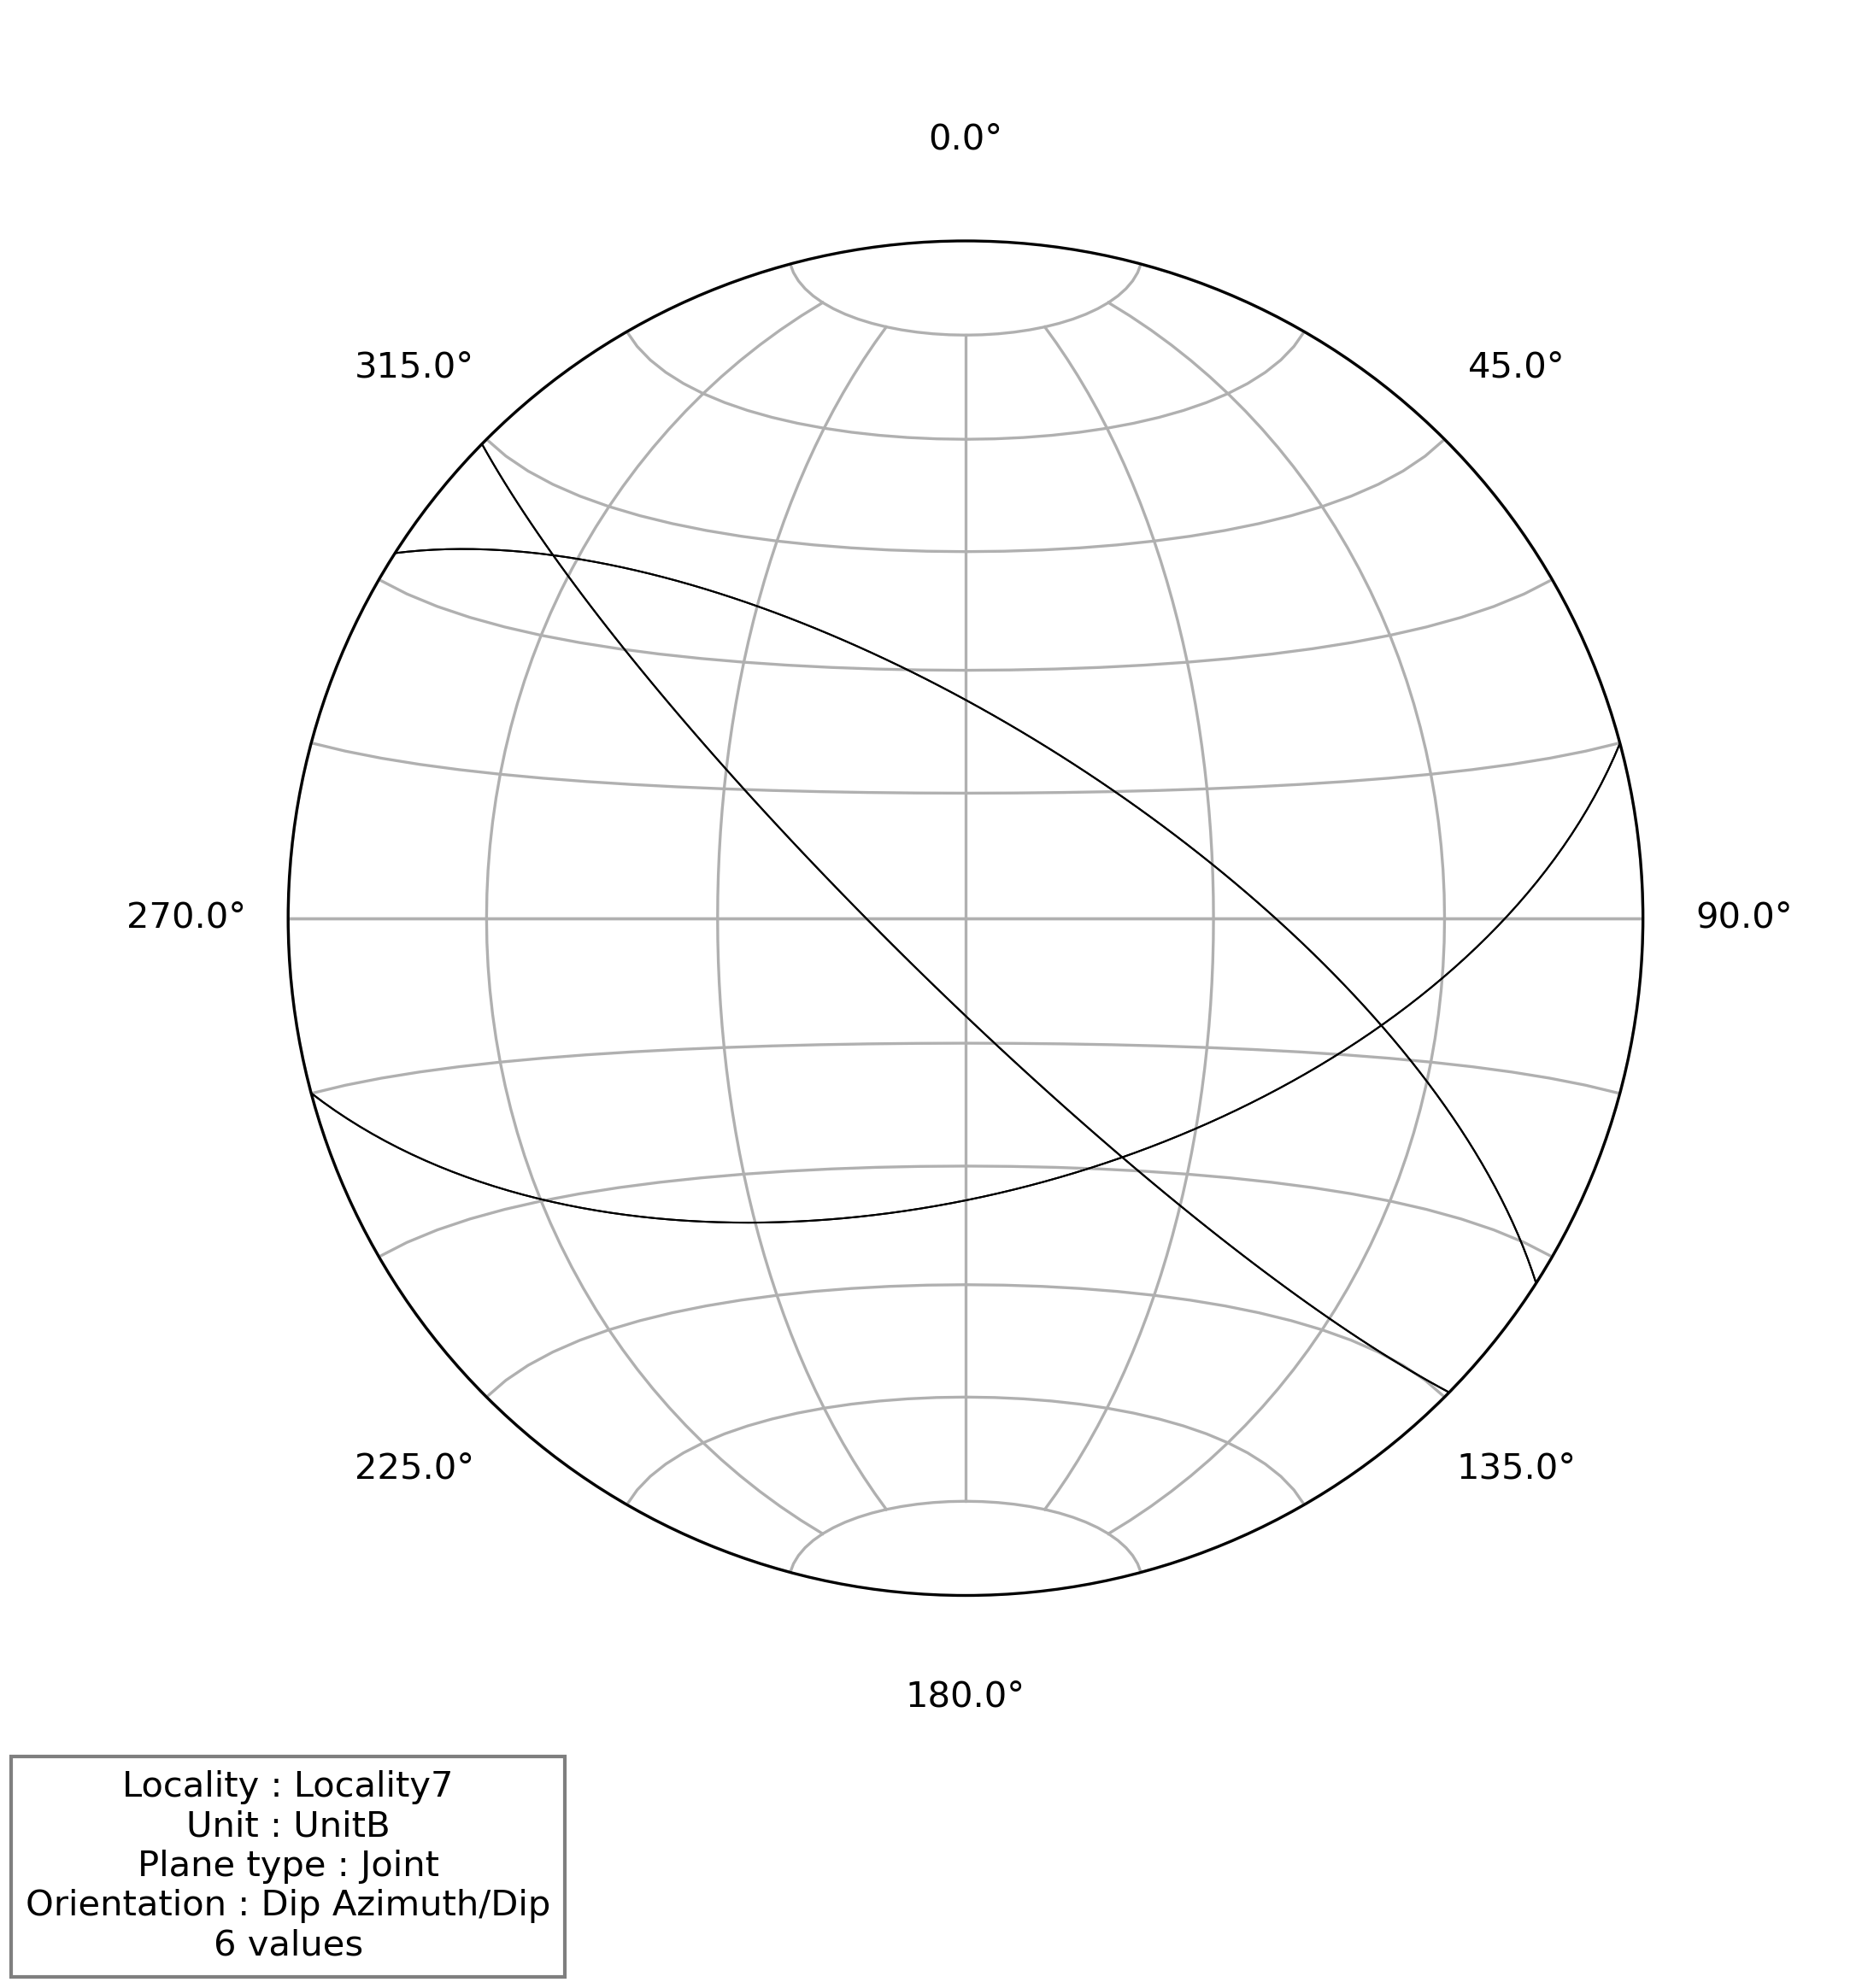 0.0°
315.0°
45.0°
270.0°
90.0°
225.0°
135.0°
180.0°
Locality : Locality7
Unit : UnitB
Plane type : Joint
Orientation : Dip Azimuth/Dip
6 values